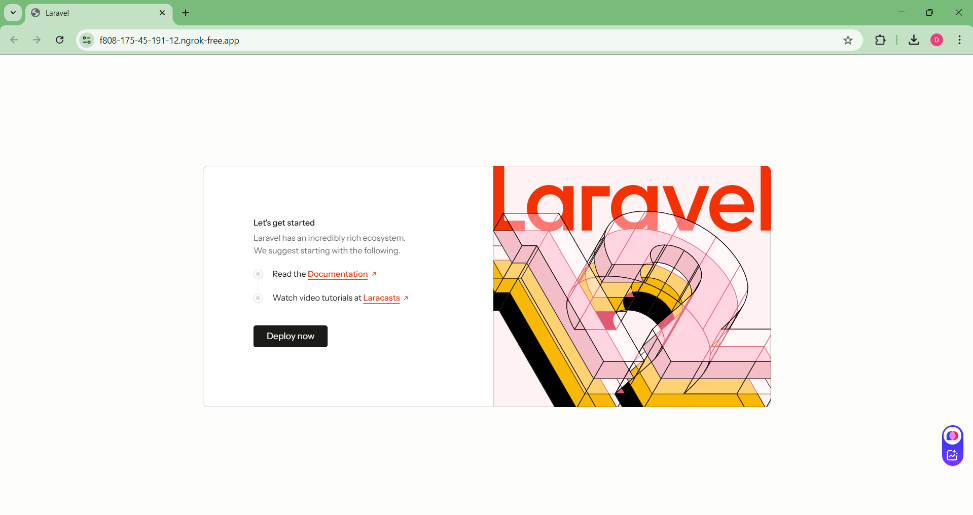 Laravel
f808-175-45-191-12.ngrok-free.app
D
Let's get started
Laravel has an incredibly rich ecosystem.
We suggest starting with the following.
Read the Documentation
Watch video tutorials at Laracasts
Deploy now
Laravel